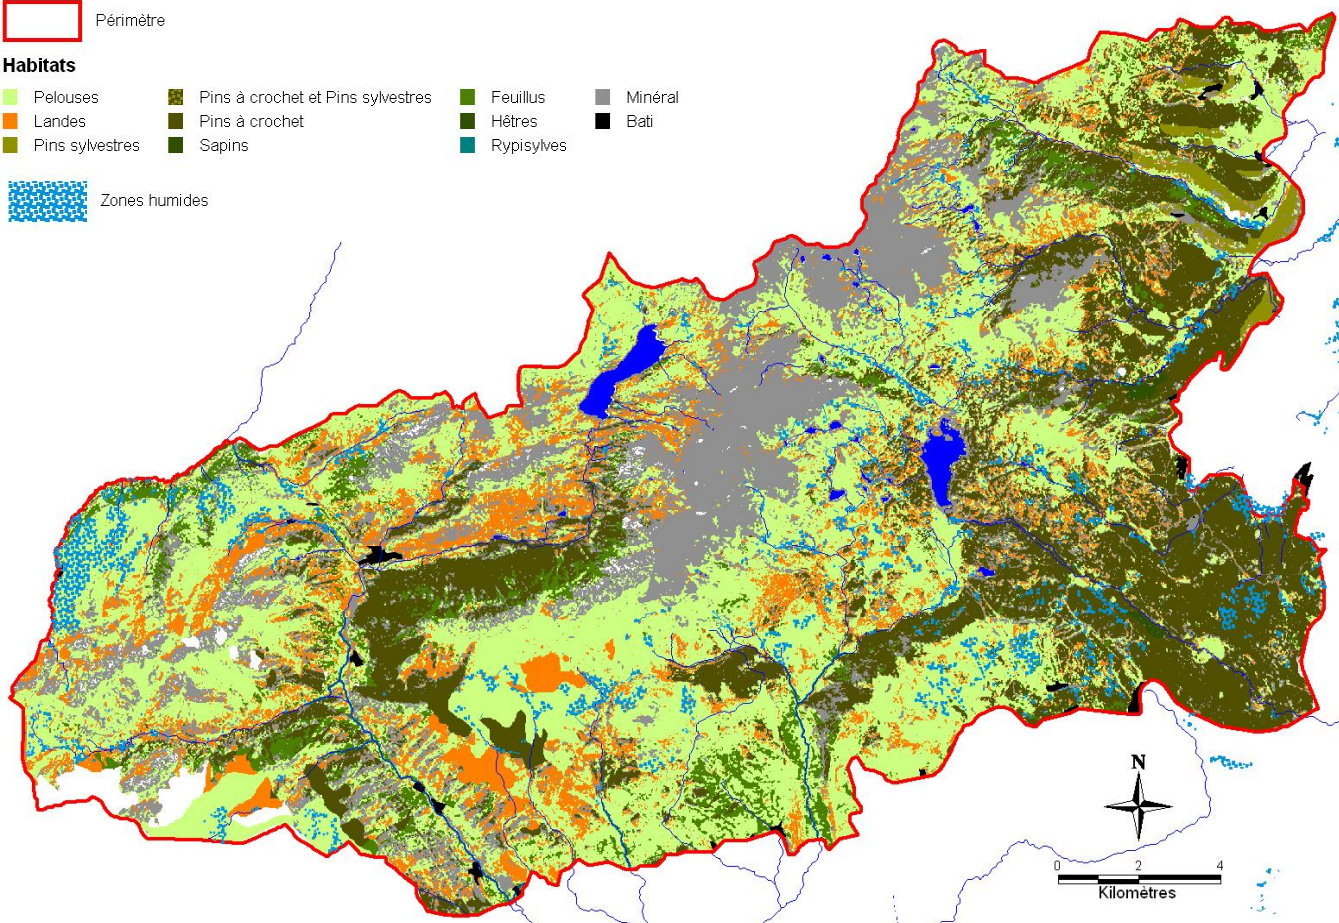 Périmètre
Habitats
Pelouses
Landes
Pins sylvestres
Pins à crochet et Pins sylvestres
Pins à crochet
Sapins
Feuillus
Hêtres
Rypisylves
Minéral
Bati
Zones humides
N
0 2 4
Kilomètres